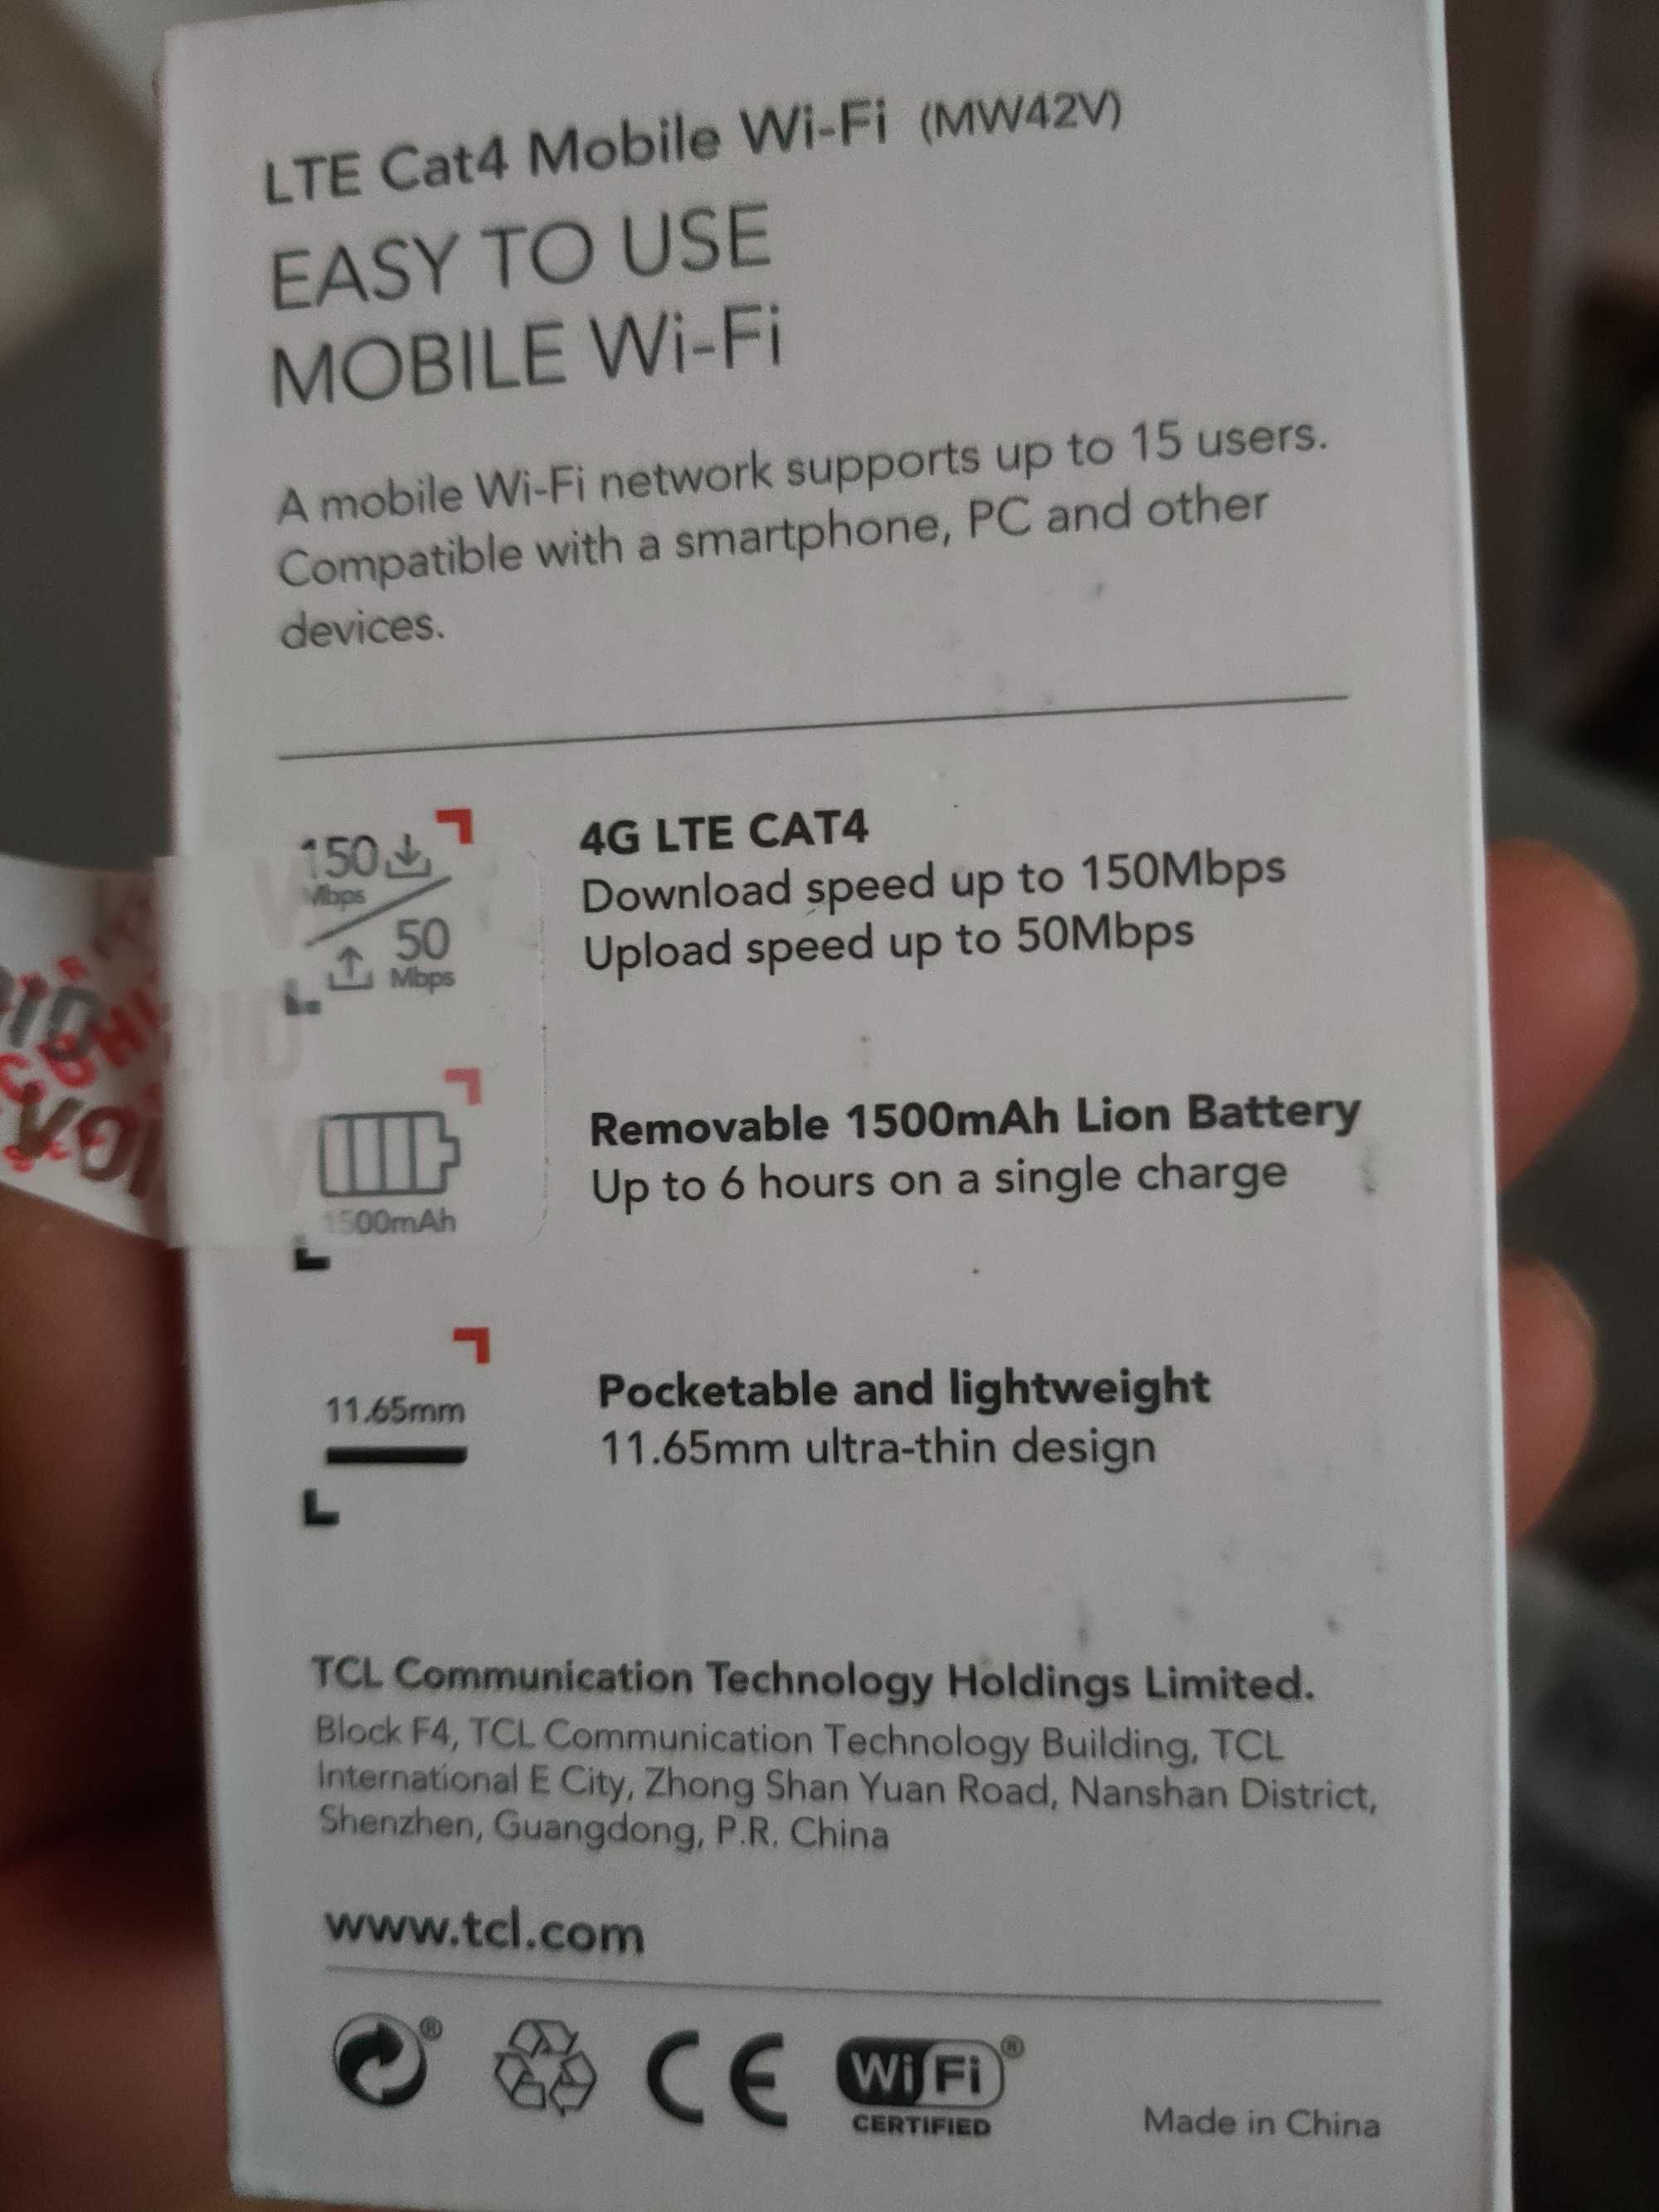 LTE Cat4 Mobile Wi-Fi (MW42V)
EASY TO USE
MOBILE Wi-Fi
A mobile Wi-Fi network supports up to 15 users.
Compatible with a smartphone, PC and other
devices.
150
Mbps
50
Mbps
4G LTE CAT4
Download speed up to 150Mbps
Upload speed up to 50Mbps
1500mAh
Removable 1500mAh Lion Battery
Up to 6 hours on a single charge
11.65mm
Pocketable and lightweight
11.65mm ultra-thin design
TCL Communication Technology Holdings Limited.
Block F4, TCL Communication Technology Building, TCL
International E City, Zhong Shan Yuan Road, Nanshan District,
Shenzhen, Guangdong, P.R. China
www.tcl.com
®
CE
Wi Fi ®
CERTIFIED
Made in China